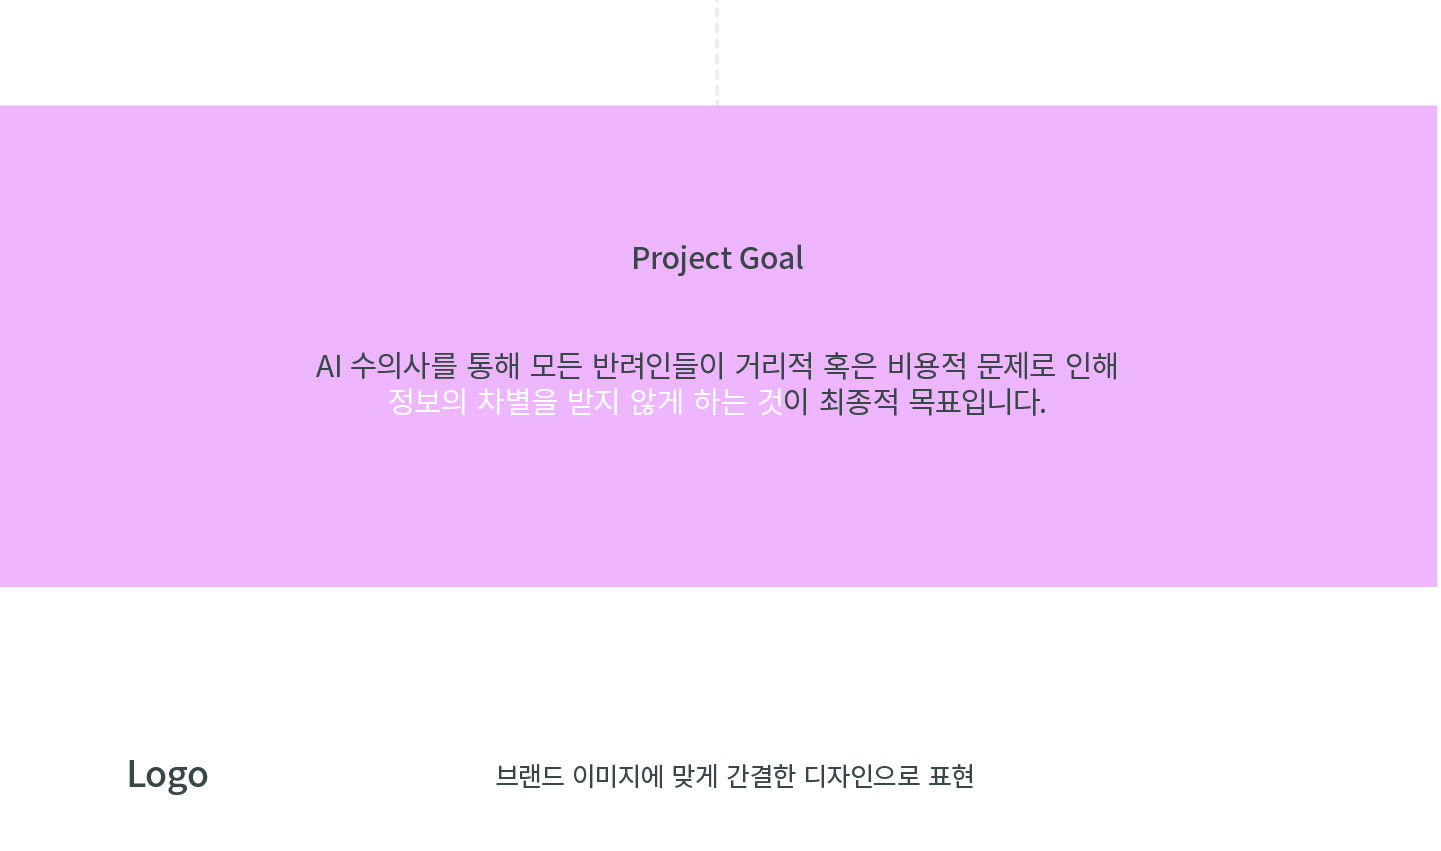 Project Goal
AI 수의사를 통해 모든 반려인들이 거리적 혹은 비용적 문제로 인해
정보의 차별을 받지 않게 하는 것이 최종적 목표입니다.
Logo
브랜드 이미지에 맞게 간결한 디자인으로 표현